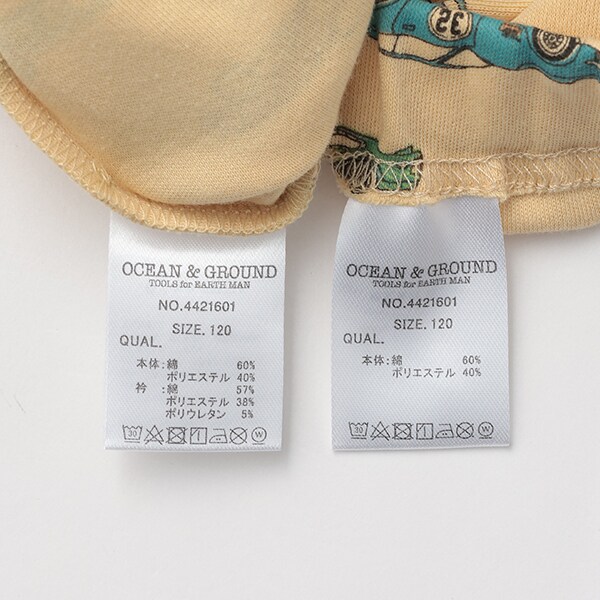 32
OCEAN & GROUND
TOOLS for EARTH MAN
NO.4421601
SIZE. 120
QUAL.
本体：綿 60%
ポリエステル 40%
衿 ：綿 57%
ポリエステル 38%
ポリウレタン 5%
30 W
OCEAN & GROUND
TOOLS for EARTH MAN
NO.4421601
SIZE. 120
QUAL.
本体：綿 60%
ポリエステル 40%
30 W